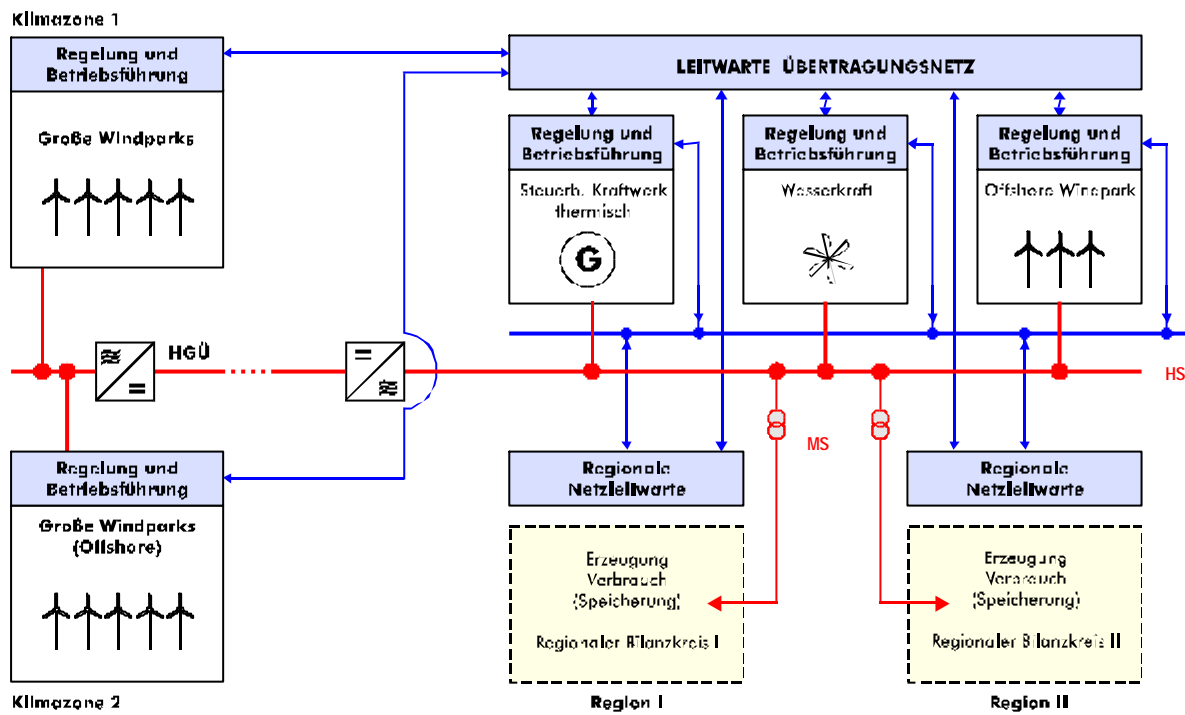 Klimazone 1
Regelung und
Betriebsführung
Große Windparks
LEITWARTE ÜBERTRAGUNGSNETZ
Regelung und
Betriebsführung
Steuerb. Kraftwerk
thermisch
G
Regelung und
Betriebsführung
Wasserkraft
Regelung und
Betriebsführung
Offshore Windpark
HGÜ
HS
MS
Regelung und
Betriebsführung
Große Windparks
(Offshore)
Klimazone 2
Regionale
Netzleitwarte
Erzeugung
Verbrauch
(Speicherung)
Regionaler Bilanzkreis I
Region I
Regionale
Netzleitwarte
Erzeugung
Verbrauch
(Speicherung)
Regionaler Bilanzkreis II
Region II